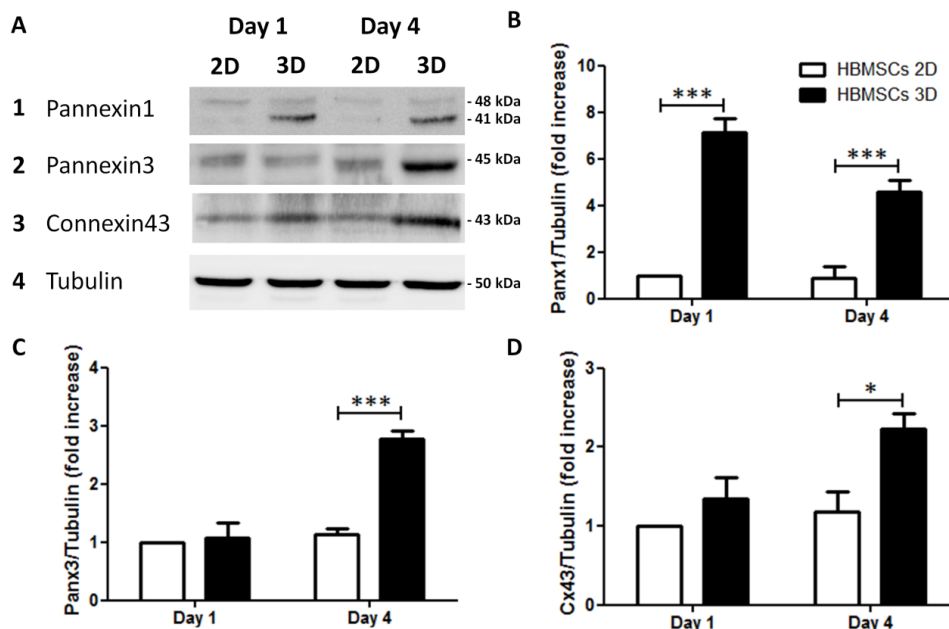 A
Day 1 Day 4
2D 3D 2D 3D
1 Pannexin1
- 48 kDa
- 41 kDa
2 Pannexin3
- 45 kDa
3 Connexin43
- 43 kDa
4 Tubulin
- 50 kDa
B
Panx1/Tubulin (fold increase)
10
8
6
4
2
0
HBMSCs 2D
HBMSCs 3D
***
***
Day 1 Day 4
C
Panx3/Tubulin (fold increase)
4
3
2
1
0
***
Day 1 Day 4
D
Cx43/Tubulin (fold increase)
3
2
1
0
*
Day 1 Day 4